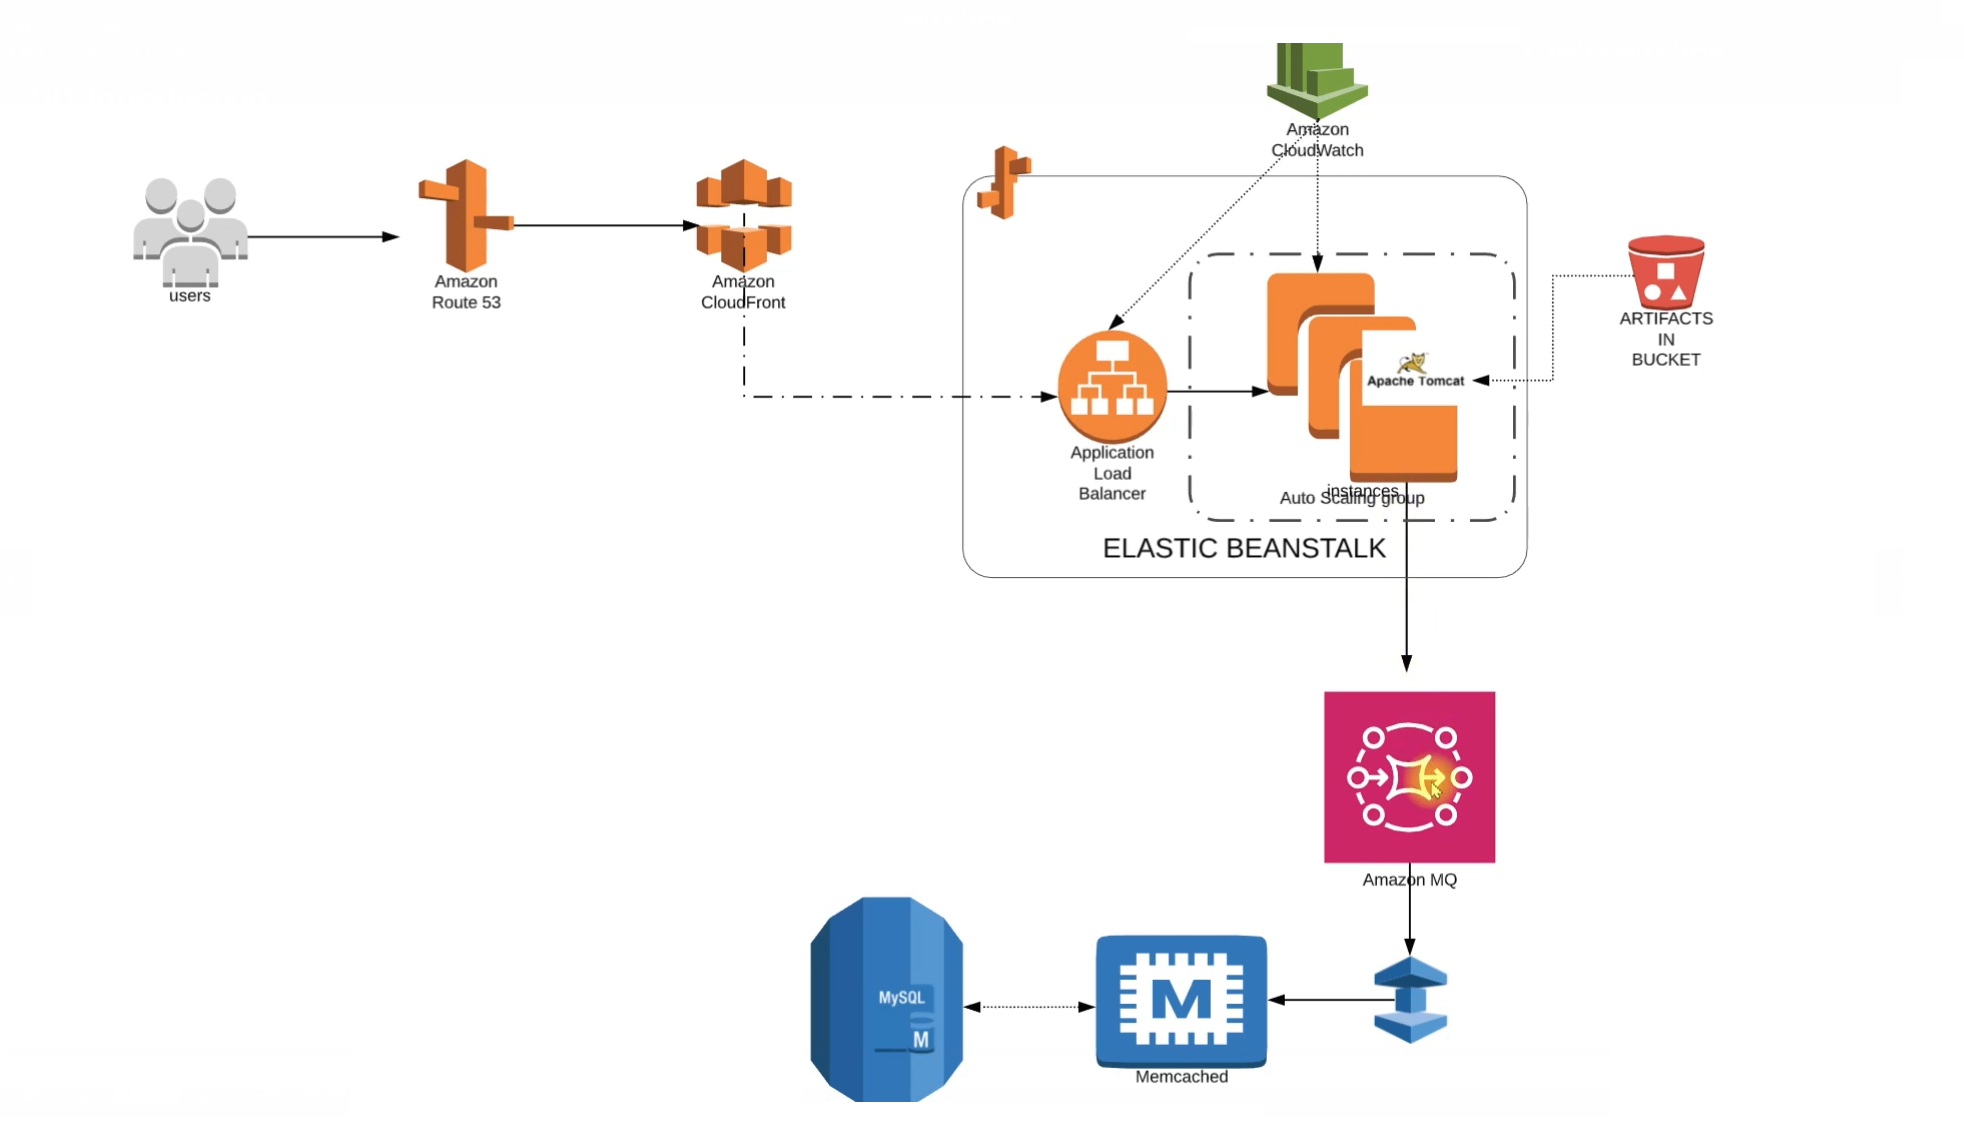 Amazon
CloudWatch
users
Amazon
Route 53
Amazon
CloudFront
Apache Tomcat
ARTIFACTS
IN
BUCKET
Application
Load
Balancer
instances
Auto Scaling group
ELASTIC BEANSTALK
Amazon MQ
MySQL
M
M
Memcached